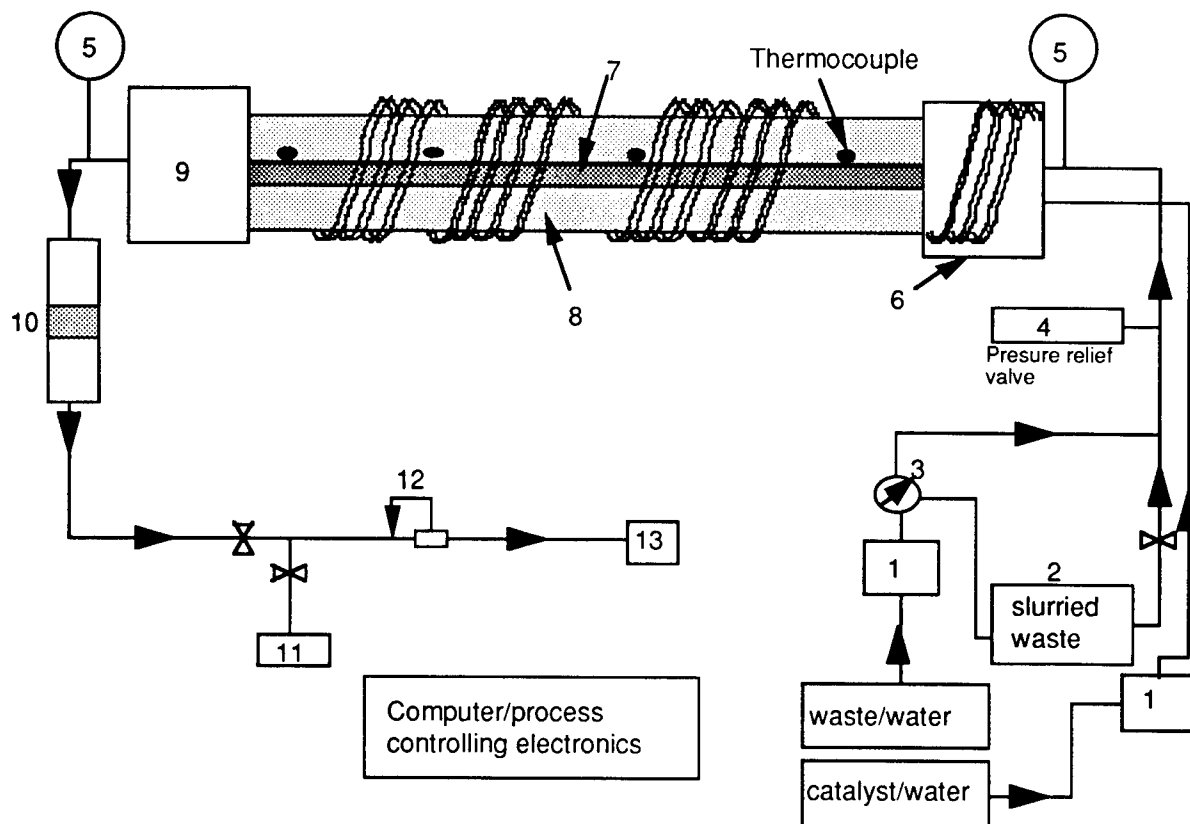 5
Thermocouple
5
7
9
6
8
10
4
Presure relief
valve
3
12
13
1
2
slurried
waste
11
1
Computer/process
controlling electronics
waste/water
catalyst/water